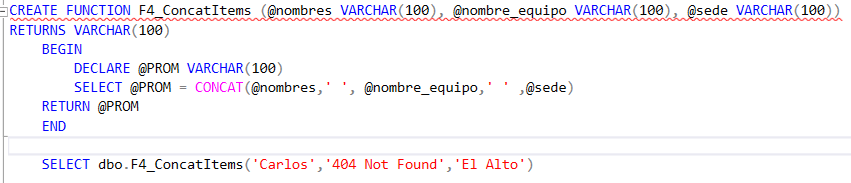 CREATE FUNCTION F4_ConcatItems (@nombres VARCHAR(100), @nombre_equipo VARCHAR(100), @sede VARCHAR(100))
RETURNS VARCHAR(100)
BEGIN
DECLARE @PROM VARCHAR(100)
SELECT @PROM = CONCAT(@nombres,' ', @nombre_equipo,' ' ,@sede)
RETURN @PROM
END
SELECT dbo.F4_ConcatItems('Carlos','404 Not Found','El Alto')